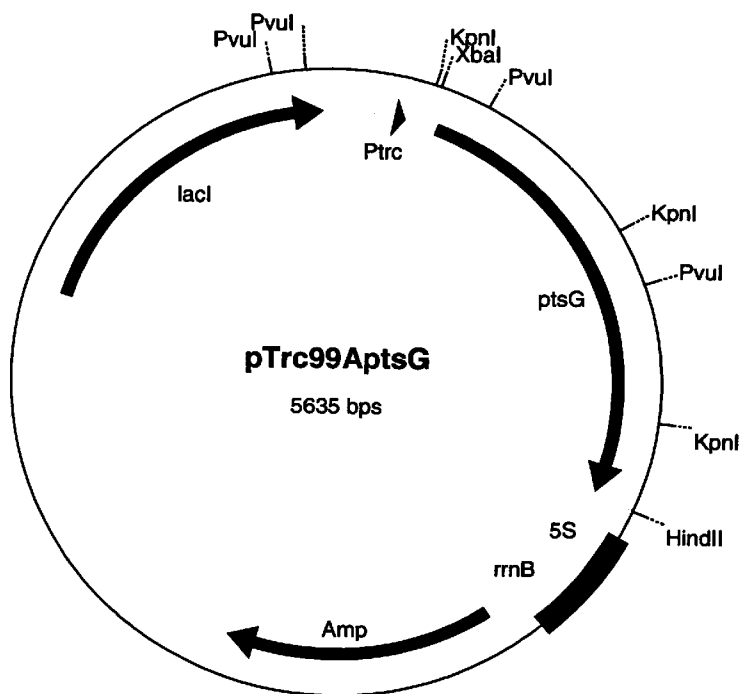 PvuI
PvuI
KpnI
XbaI
PvuI
Ptrc
lacI
KpnI
PvuI
ptsG
pTrc99AptsG
5635 bps
KpnI
HindII
5S
rrnB
Amp